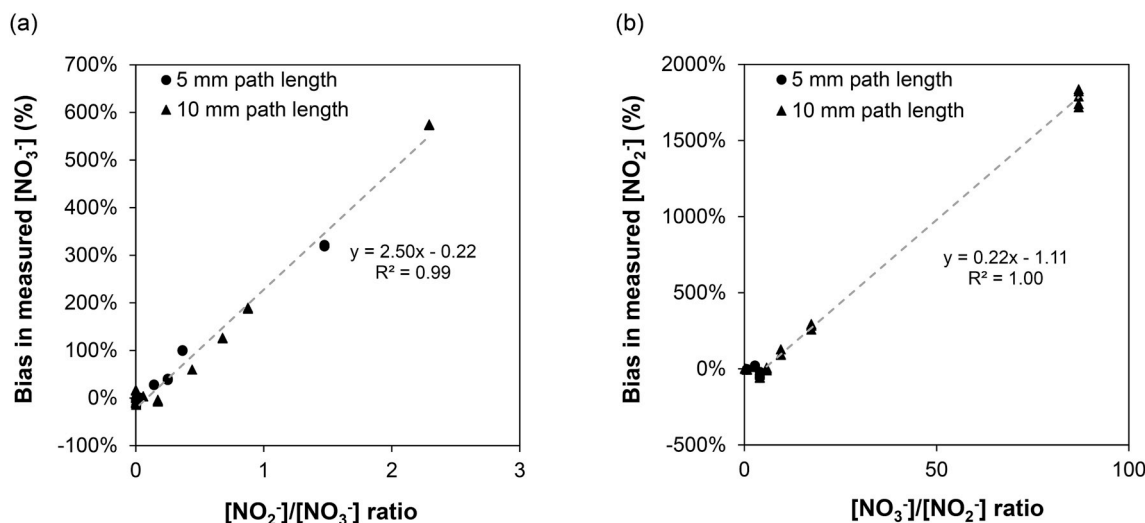 (a)
Bias in measured [NO₃⁻] (%)
700%
600%
500%
400%
300%
200%
100%
0%
-100%
● 5 mm path length
▲ 10 mm path length
y = 2.50x - 0.22
R² = 0.99
0 1 2 3
[NO₂⁻]/[NO₃⁻] ratio
(b)
Bias in measured [NO₂⁻] (%)
2000%
1500%
1000%
500%
0%
-500%
● 5 mm path length
▲ 10 mm path length
y = 0.22x - 1.11
R² = 1.00
0 50 100
[NO₃⁻]/[NO₂⁻] ratio